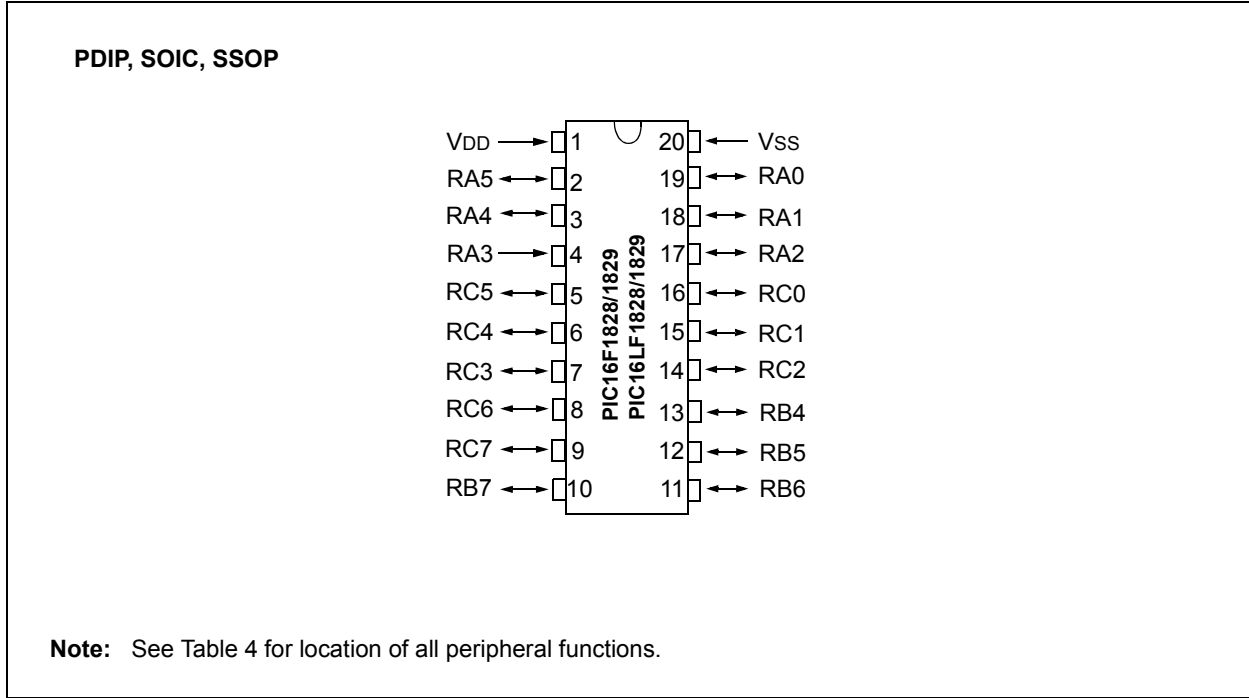 PDIP, SOIC, SSOP
VDD 1 20 VSS
RA5 2 19 RA0
RA4 3 18 RA1
RA3 4 17 RA2
RC5 5 16 RC0
RC4 6 15 RC1
RC3 7 14 RC2
RC6 8 13 RB4
RC7 9 12 RB5
RB7 10 11 RB6
PIC16F1828/1829
PIC16LF1828/1829
Note: See Table 4 for location of all peripheral functions.